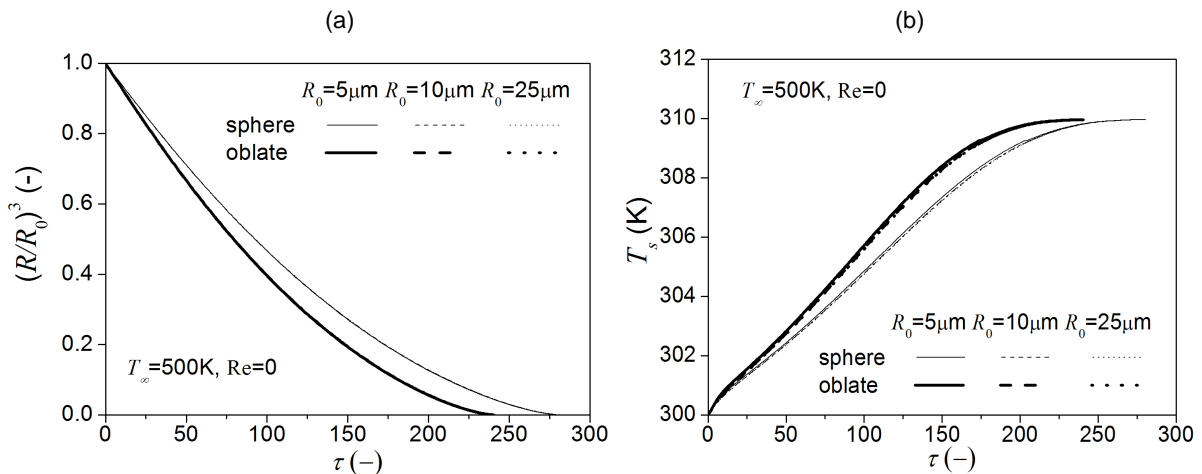 (a)
1.0
0.8
0.6
0.4
0.2
0.0
(R/R₀)³ (-)
R₀=5μm R₀=10μm R₀=25μm
sphere
oblate
T∞=500K, Re=0
0 50 100 150 200 250 300
τ (–)
(b)
312
310
308
306
304
302
300
Tₛ (K)
T∞=500K, Re=0
R₀=5μm R₀=10μm R₀=25μm
sphere
oblate
0 50 100 150 200 250 300
τ (–)